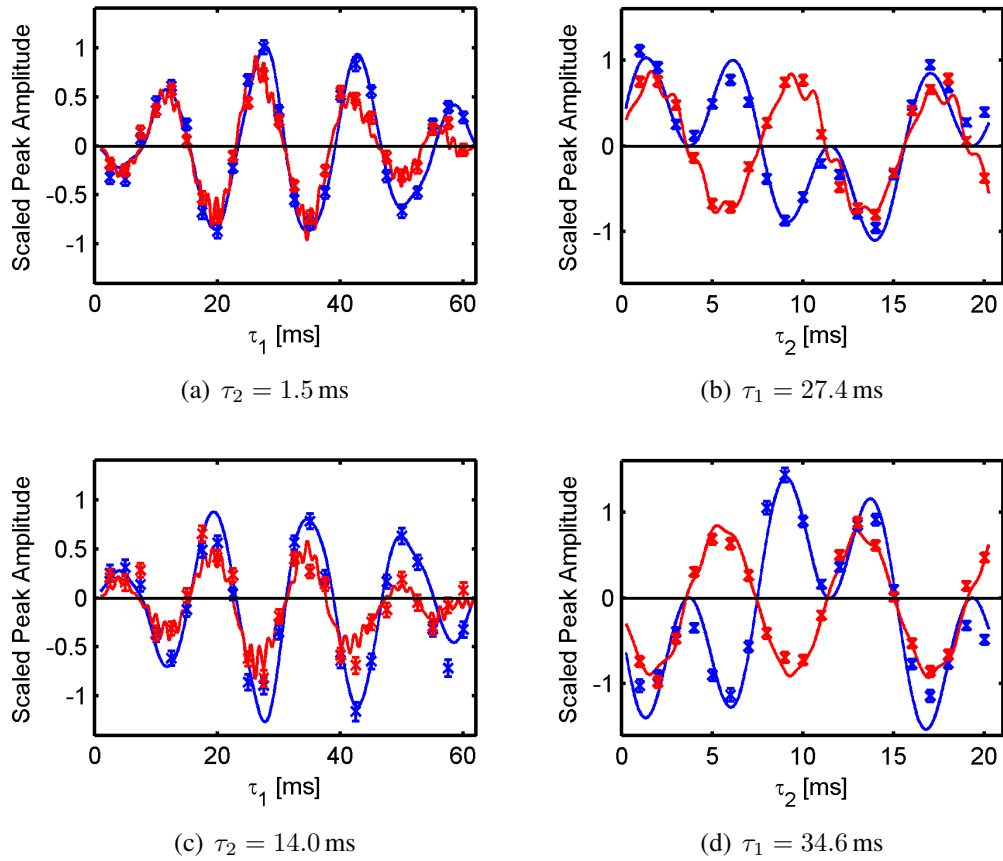 Scaled Peak Amplitude
1
0.5
0
-0.5
-1
0 20 40 60
τ1 [ms]
(a) τ2 = 1.5 ms
Scaled Peak Amplitude
1
0
-1
0 5 10 15 20
τ2 [ms]
(b) τ1 = 27.4 ms
Scaled Peak Amplitude
1
0.5
0
-0.5
-1
0 20 40 60
τ1 [ms]
(c) τ2 = 14.0 ms
Scaled Peak Amplitude
1
0
-1
0 5 10 15 20
τ2 [ms]
(d) τ1 = 34.6 ms